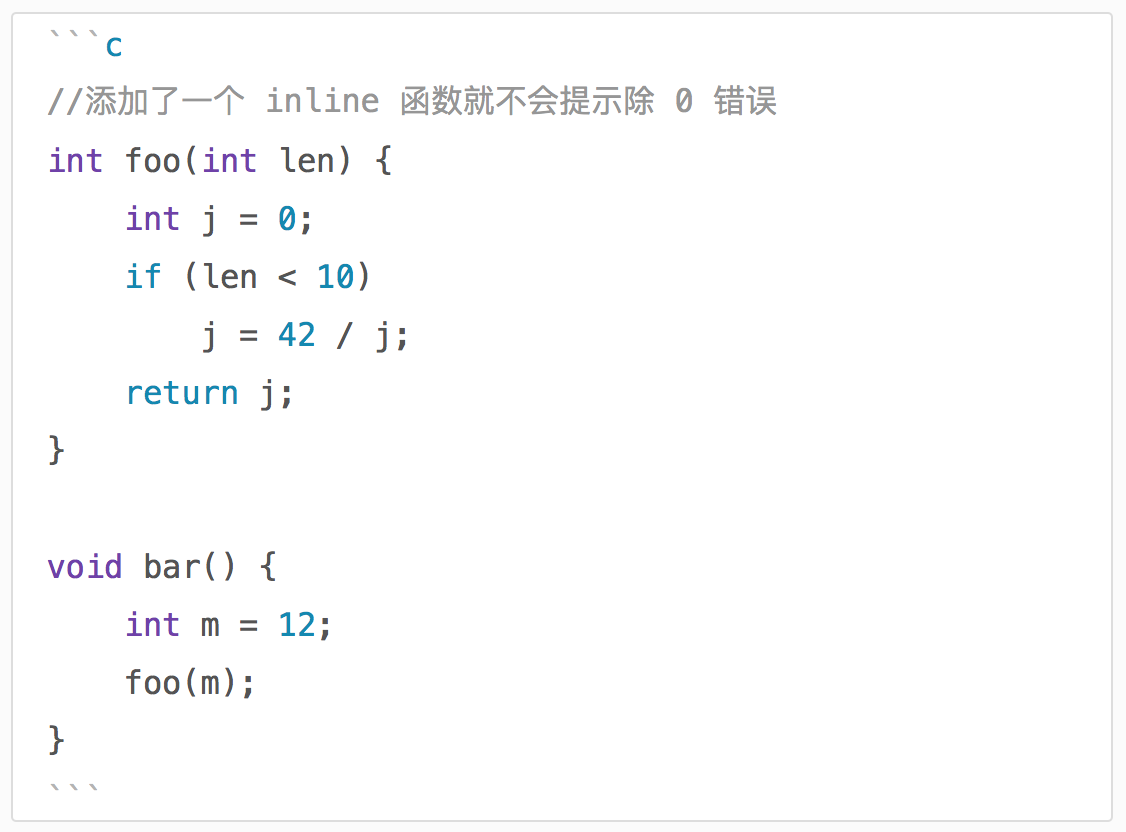 ```c
//添加了一个 inline 函数就不会提示除 0 错误
int foo(int len) {
    int j = 0;
    if (len < 10)
        j = 42 / j;
    return j;
}

void bar() {
    int m = 12;
    foo(m);
}
```